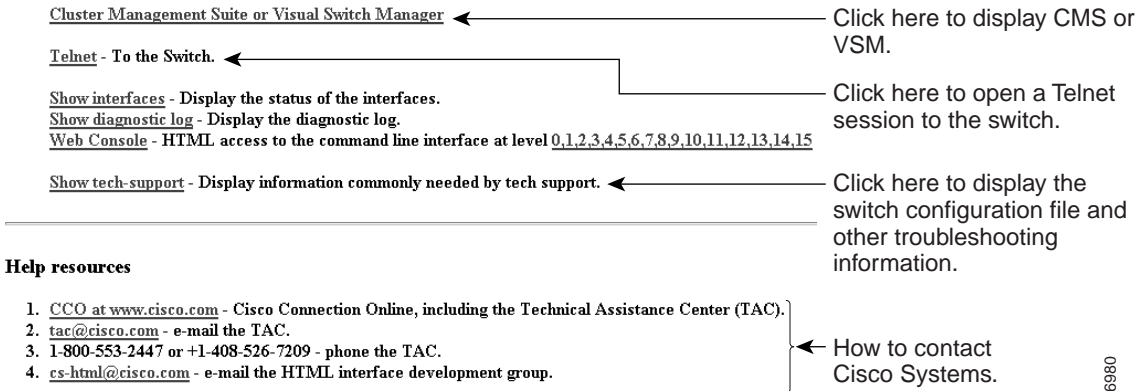 Cluster Management Suite or Visual Switch Manager
Click here to display CMS or
VSM.
Telnet - To the Switch.
Click here to open a Telnet
session to the switch.
Show interfaces - Display the status of the interfaces.
Show diagnostic log - Display the diagnostic log.
Web Console - HTML access to the command line interface at level 0,1,2,3,4,5,6,7,8,9,10,11,12,13,14,15
Show tech-support - Display information commonly needed by tech support.
Click here to display the
switch configuration file and
other troubleshooting
information.
Help resources
1. CCO at www.cisco.com - Cisco Connection Online, including the Technical Assistance Center (TAC).
2. tac@cisco.com - e-mail the TAC.
3. 1-800-553-2447 or +1-408-526-7209 - phone the TAC.
4. cs-html@cisco.com - e-mail the HTML interface development group.
How to contact
Cisco Systems.